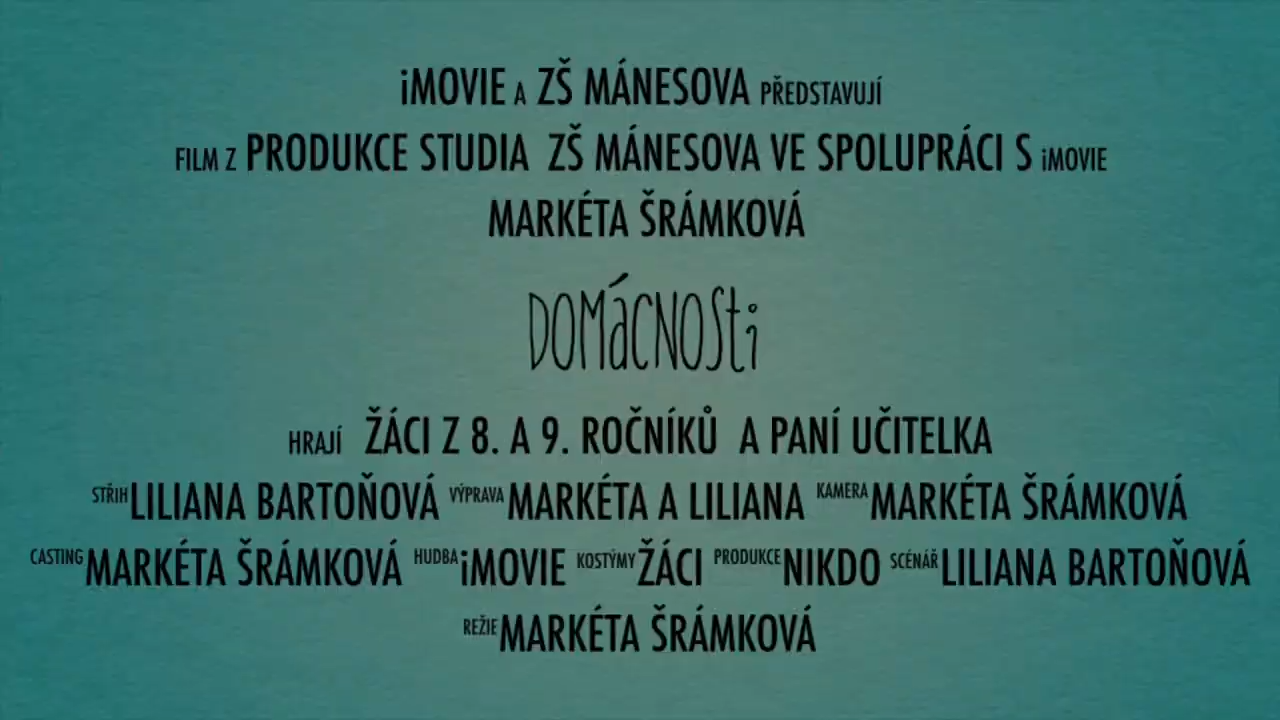 iMOVIE A ZŠ MÁNESOVA PŘEDSTAVUJÍ
FILM Z PRODUKCE STUDIA ZŠ MÁNESOVA VE SPOLUPRÁCI S iMOVIE
MARKÉTA ŠRÁMKOVÁ
DOMácNOSti
HRAJÍ ŽÁCI Z 8. A 9. ROČNÍKŮ A PANÍ UČITELKA
STŘIH LILIANA BARTOŇOVÁ VÝPRAVA MARKÉTA A LILIANA KAMERA MARKÉTA ŠRÁMKOVÁ
CASTING MARKÉTA ŠRÁMKOVÁ HUDBA iMOVIE KOSTÝMY ŽÁCI PRODUKCE NIKDO SCÉNÁŘ LILIANA BARTOŇOVÁ
REŽIE MARKÉTA ŠRÁMKOVÁ